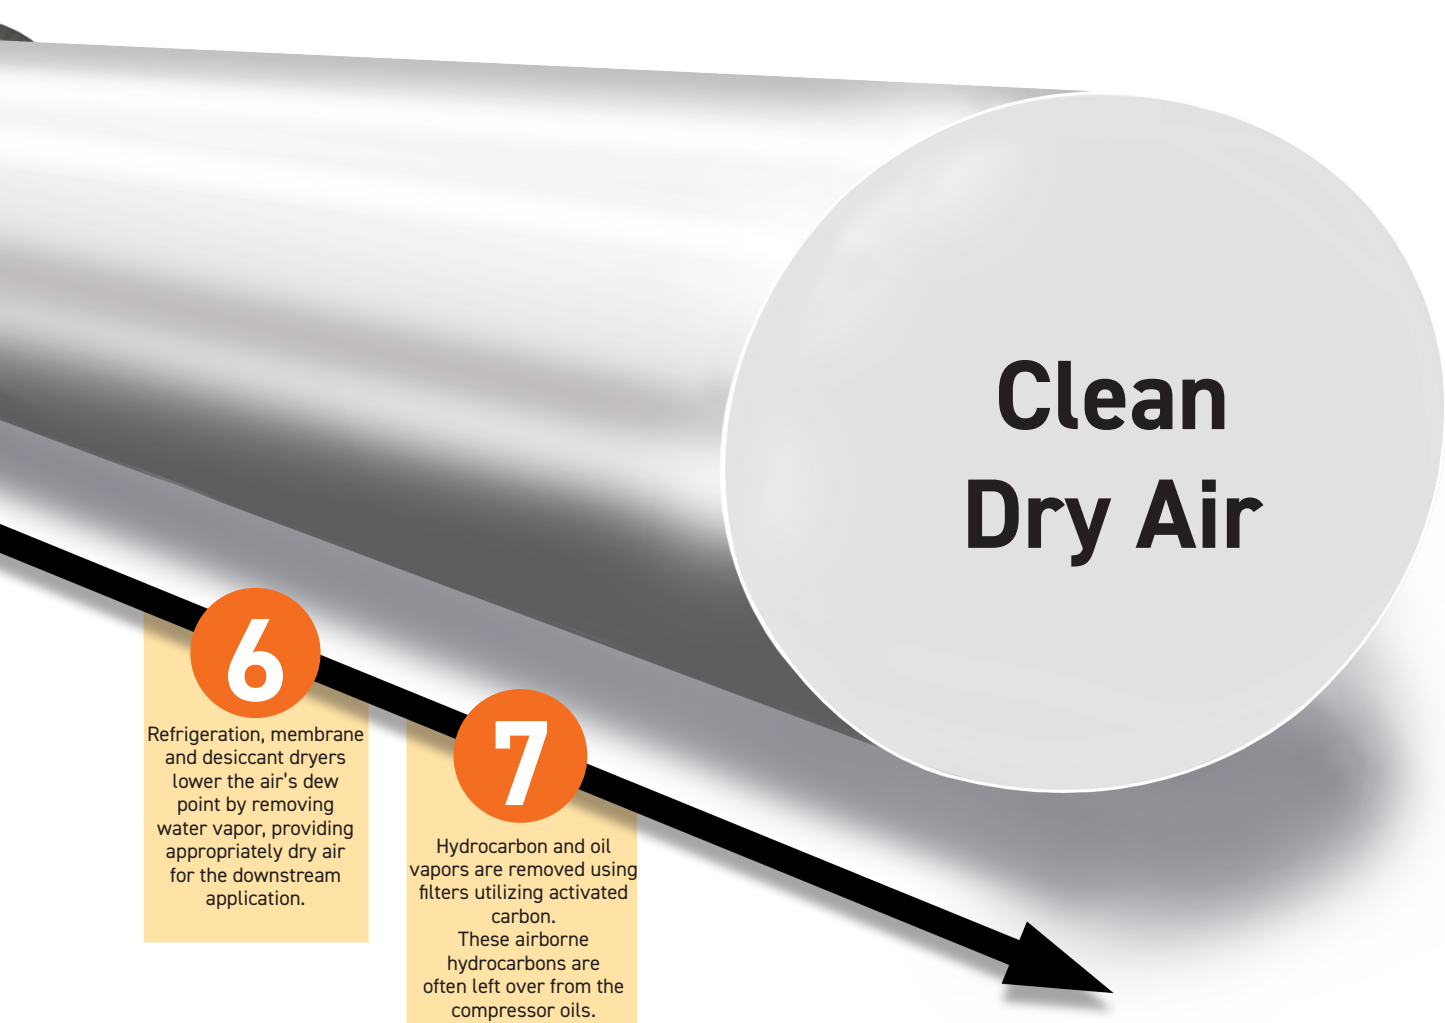 Clean
Dry Air
6
Refrigeration, membrane
and desiccant dryers
lower the air's dew
point by removing
water vapor, providing
appropriately dry air
for the downstream
application.
7
Hydrocarbon and oil
vapors are removed using
filters utilizing activated
carbon.
These airborne
hydrocarbons are
often left over from the
compressor oils.